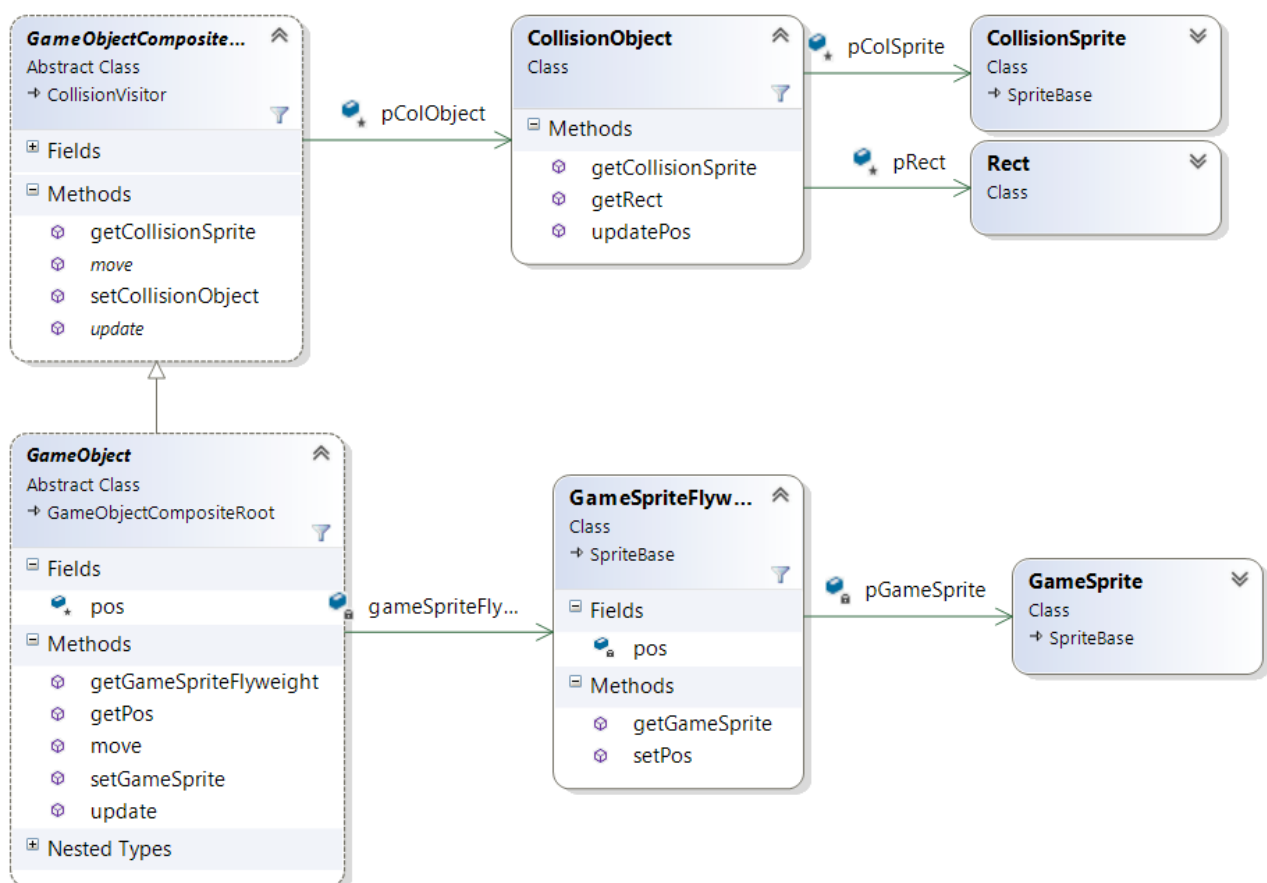 GameObjectComposite...
Abstract Class
CollisionVisitor
Fields
Methods
getCollisionSprite
move
setCollisionObject
update
pColObject
CollisionObject
Class
Methods
getCollisionSprite
getRect
updatePos
pColSprite
CollisionSprite
Class
SpriteBase
pRect
Rect
Class
GameObject
Abstract Class
GameObjectCompositeRoot
Fields
pos
Methods
getGameSpriteFlyweight
getPos
move
setGameSprite
update
Nested Types
gameSpriteFly...
GameSpriteFlyw...
Class
SpriteBase
Fields
pos
Methods
getGameSprite
setPos
pGameSprite
GameSprite
Class
SpriteBase